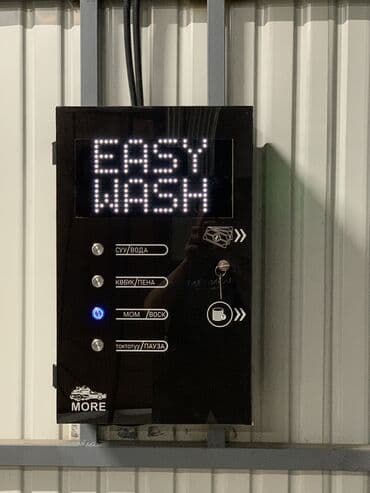 EASY
WASH
СУУ/ВОДА
КӨБҮК/ПЕНА
МОМ /ВОСК
токтотуу/ПАУЗА
MORE